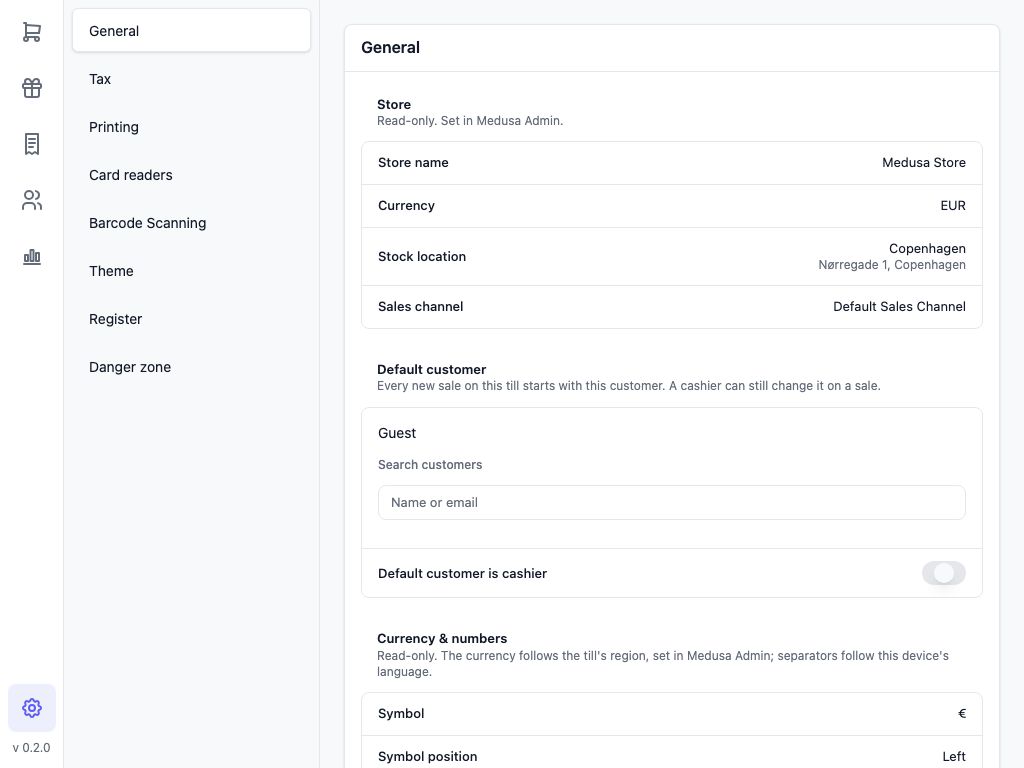 General
Tax
Printing
Card readers
Barcode Scanning
Theme
Register
Danger zone
v 0.2.0
General
Store
Read-only. Set in Medusa Admin.
Store name
Medusa Store
Currency
EUR
Stock location
Copenhagen
Nørregade 1, Copenhagen
Sales channel
Default Sales Channel
Default customer
Every new sale on this till starts with this customer. A cashier can still change it on a sale.
Guest
Search customers
Name or email
Default customer is cashier
Currency & numbers
Read-only. The currency follows the till's region, set in Medusa Admin; separators follow this device's
language.
Symbol
€
Symbol position
Left